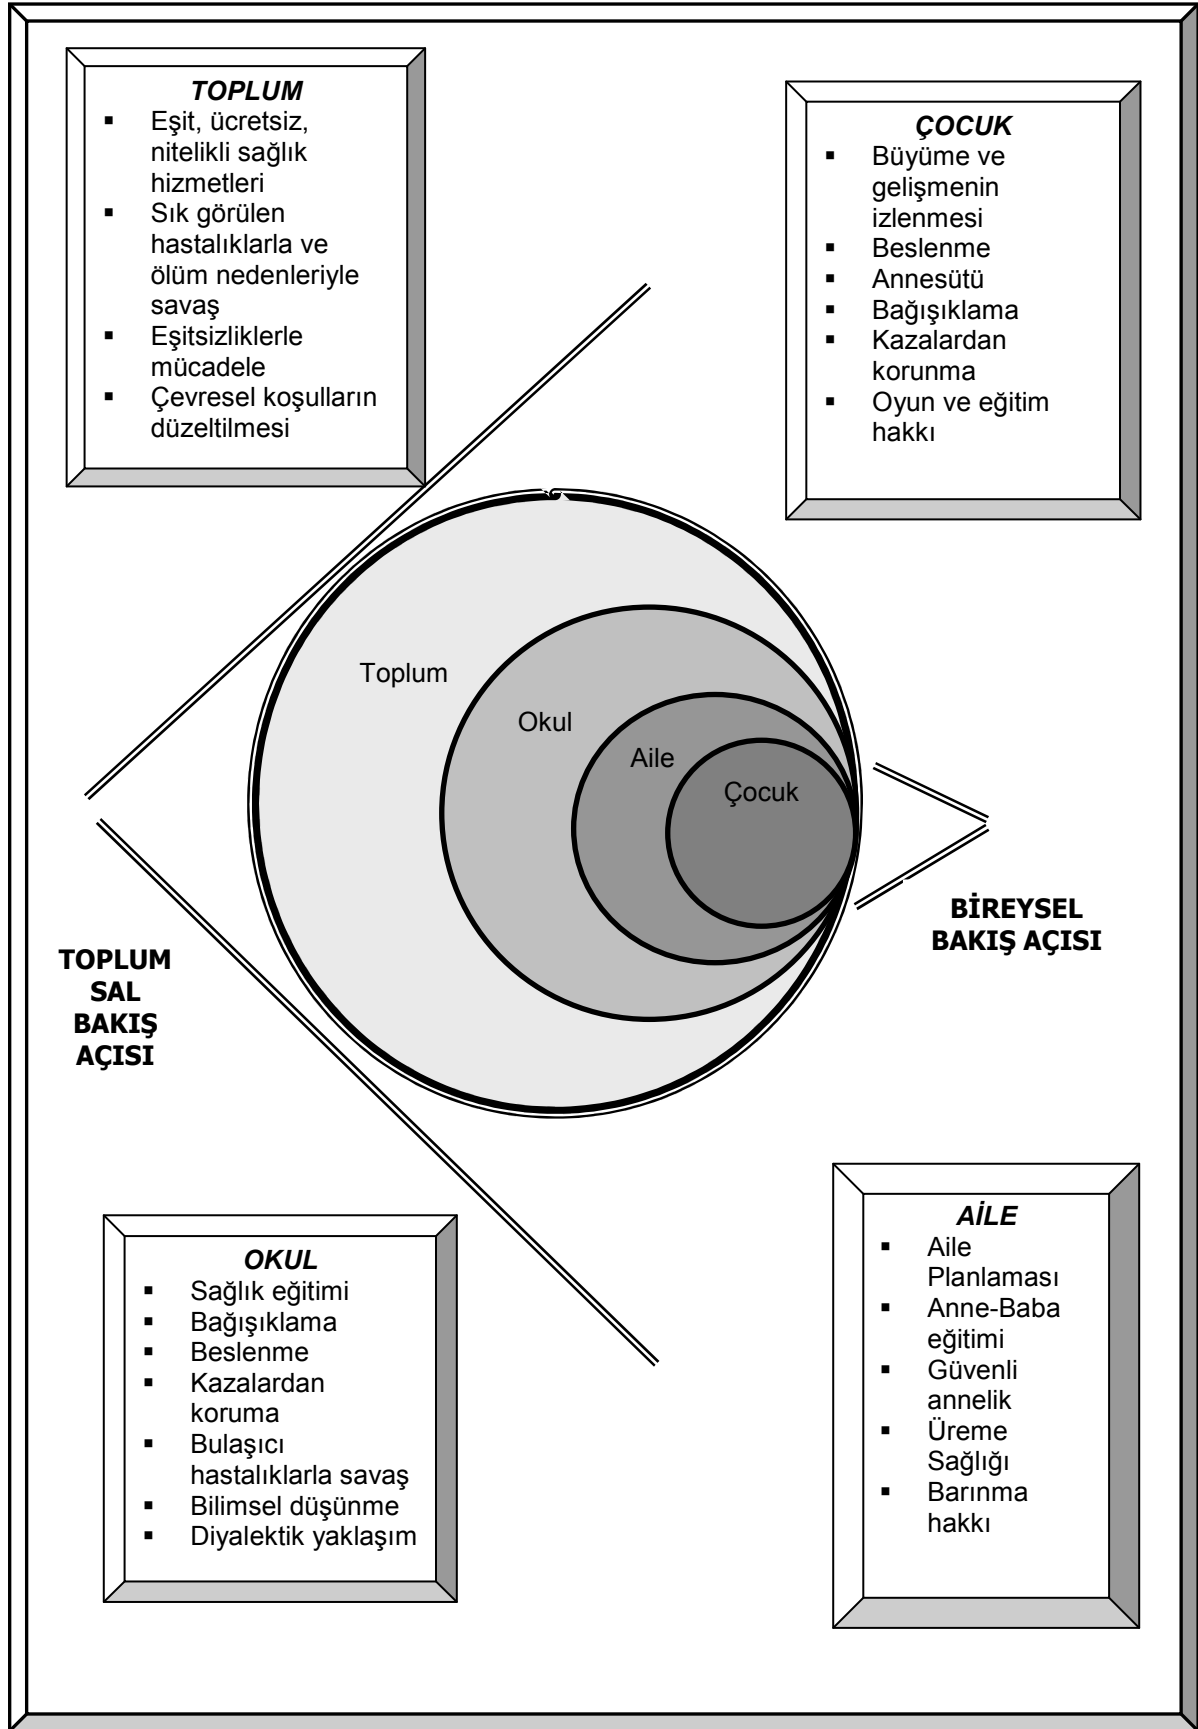 TOPLUM
▪ Eşit, ücretsiz,
nitelikli sağlık
hizmetleri
▪ Sık görülen
hastalıklarla ve
ölüm nedenleriyle
savaş
▪ Eşitsizliklerle
mücadele
▪ Çevresel koşulların
düzeltilmesi
ÇOCUK
▪ Büyüme ve
gelişmenin
izlenmesi
▪ Beslenme
▪ Annesütü
▪ Bağışıklama
▪ Kazalardan
korunma
▪ Oyun ve eğitim
hakkı
Toplum
Okul
Aile
Çocuk
TOPLUM
SAL
BAKIŞ
AÇISI
BİREYSEL
BAKIŞ AÇISI
OKUL
▪ Sağlık eğitimi
▪ Bağışıklama
▪ Beslenme
▪ Kazalardan
koruma
▪ Bulaşıcı
hastalıklarla savaş
▪ Bilimsel düşünme
▪ Diyalektik yaklaşım
AİLE
▪ Aile
Planlaması
▪ Anne-Baba
eğitimi
▪ Güvenli
annelik
▪ Üreme
Sağlığı
▪ Barınma
hakkı